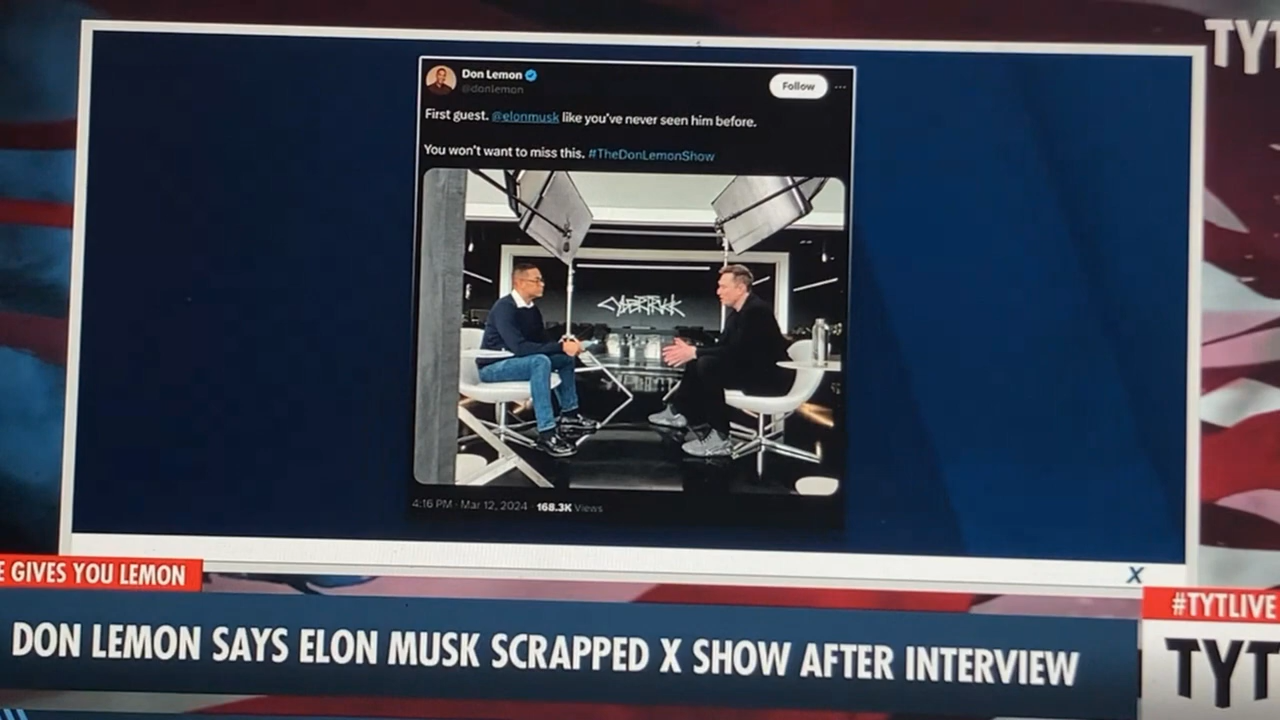 TYT
Don Lemon
@donlemon
Follow
First guest. @elonmusk like you've never seen him before.
You won't want to miss this. #TheDonLemonShow
CYBERTRUCK
4:16 PM · Mar 12, 2024 · 168.3K Views
X
E GIVES YOU LEMON
#TYTLIVE
DON LEMON SAYS ELON MUSK SCRAPPED X SHOW AFTER INTERVIEW
TYT